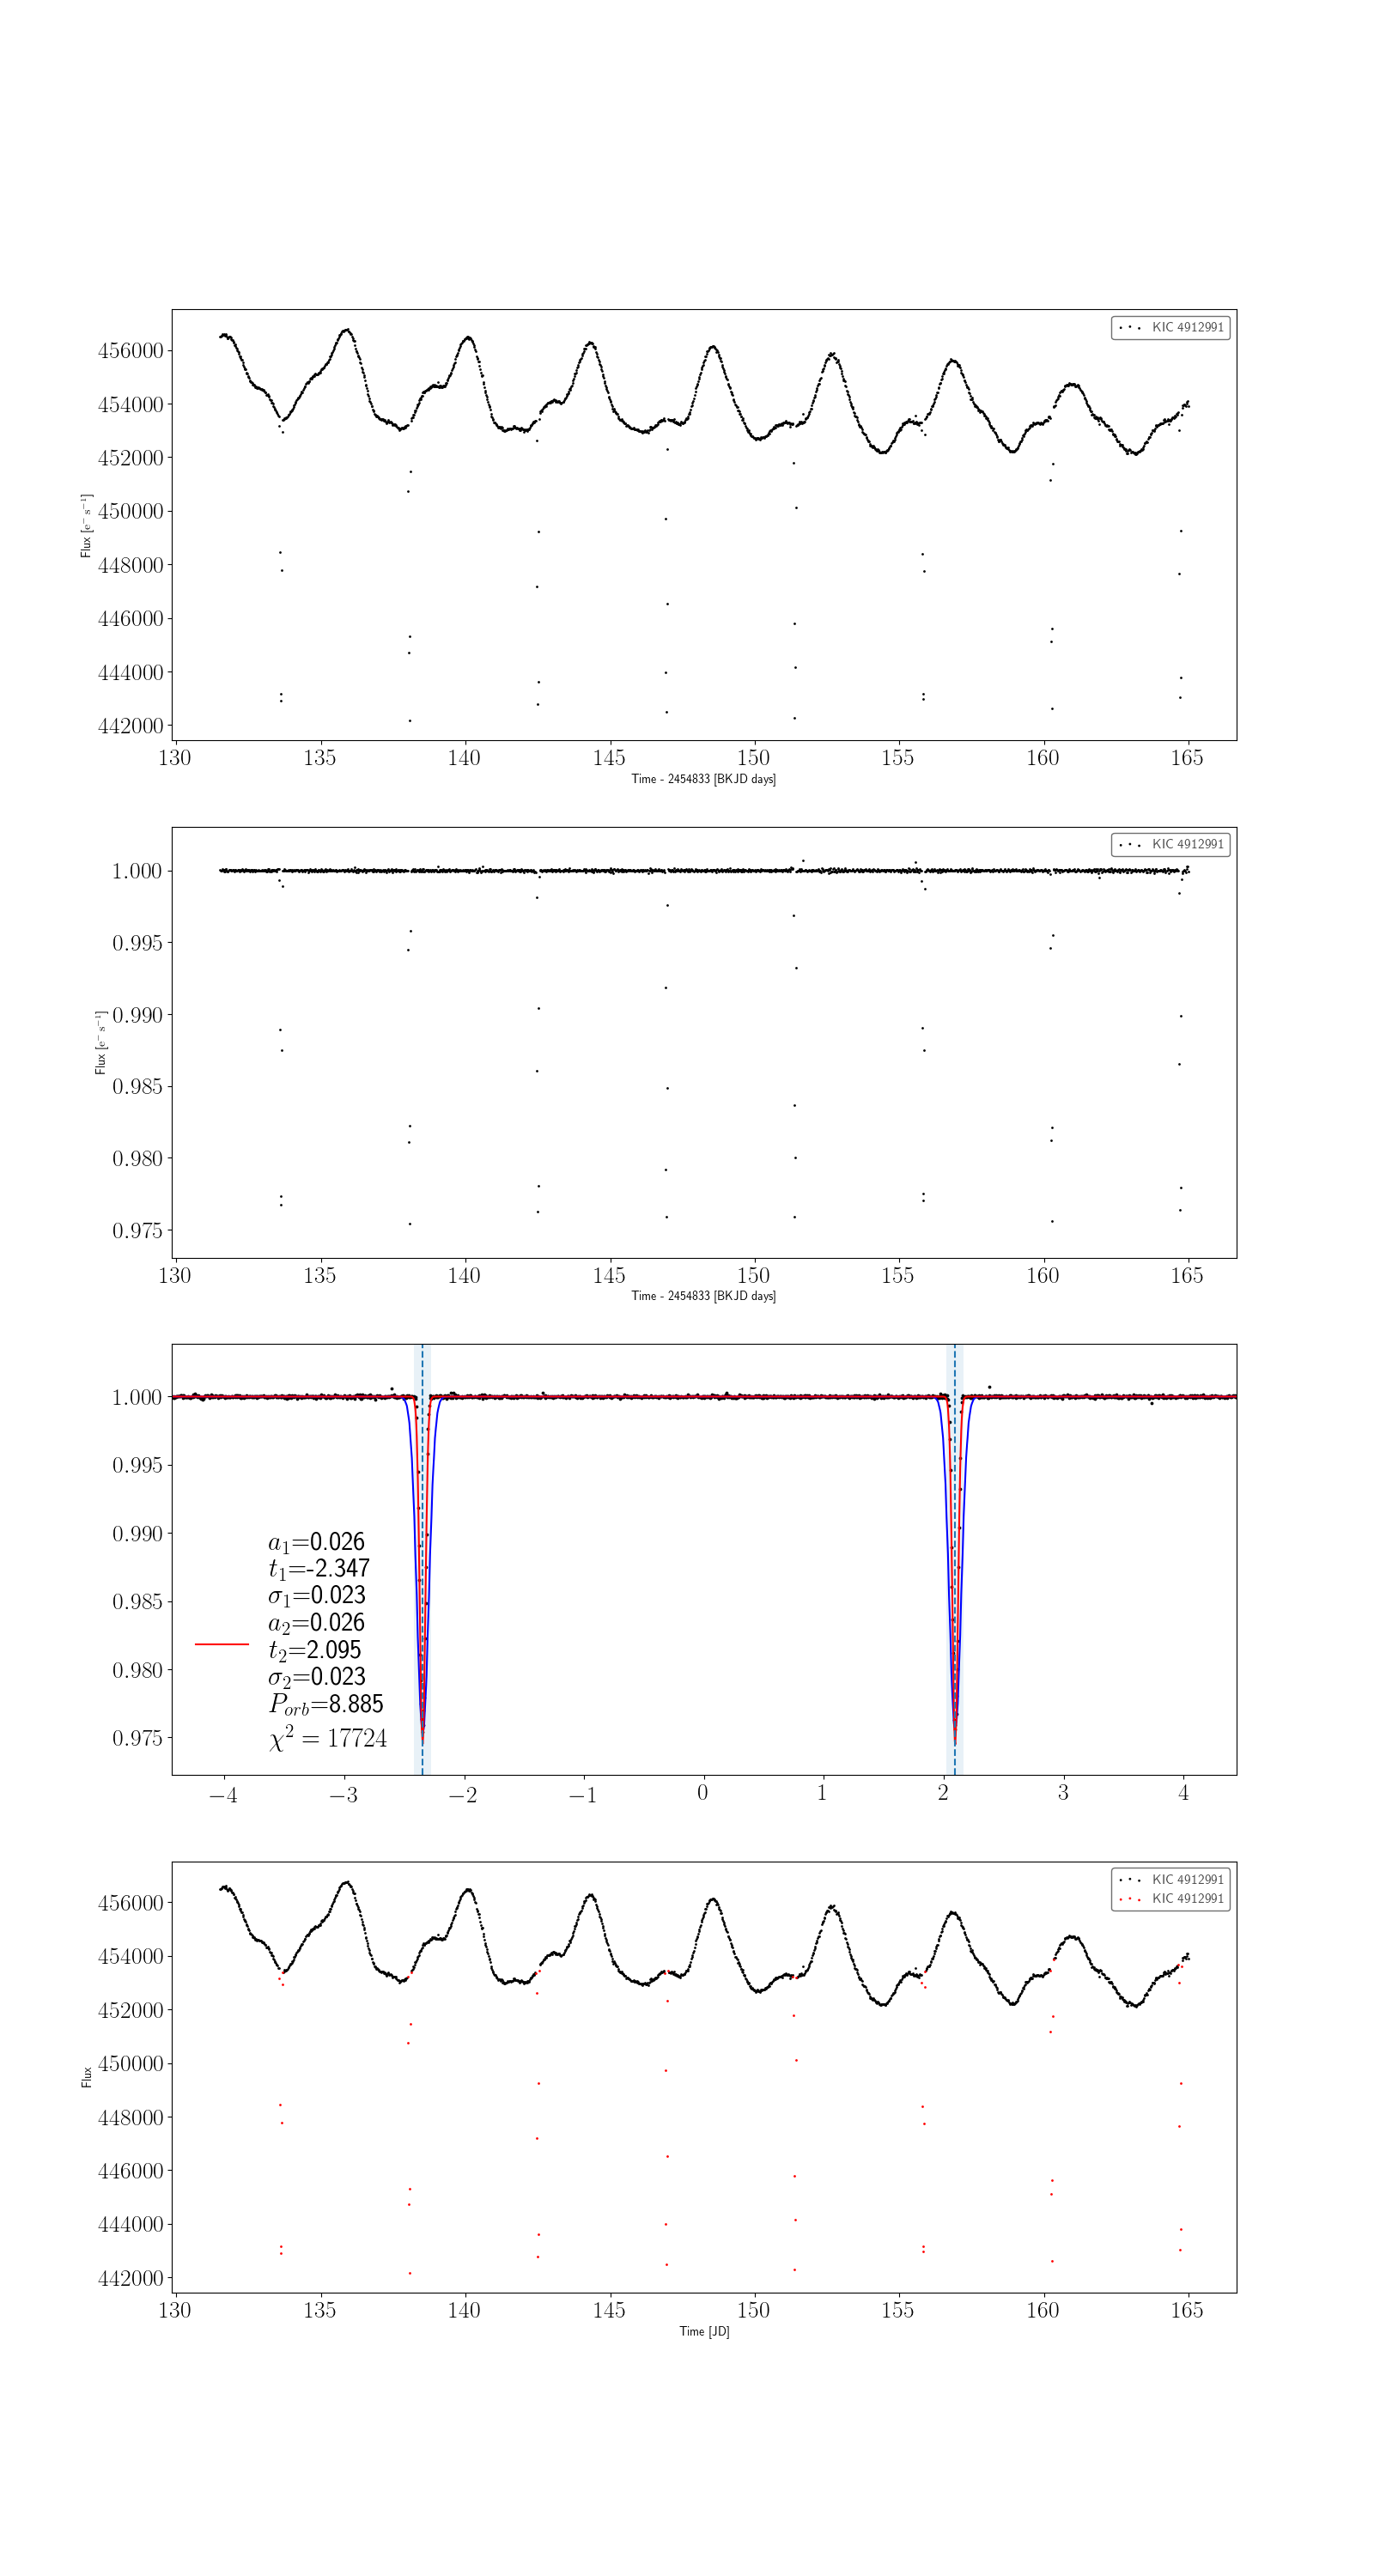 KIC 4912991
456000
454000
452000
450000
448000
446000
444000
442000
Flux [e⁻ s⁻¹]
130 135 140 145 150 155 160 165
Time - 2454833 [BKJD days]
KIC 4912991
1.000
0.995
0.990
0.985
0.980
0.975
Flux [e⁻ s⁻¹]
130 135 140 145 150 155 160 165
Time - 2454833 [BKJD days]
1.000
0.995
0.990
0.985
0.980
0.975
a₁=0.026
t₁=-2.347
σ₁=0.023
a₂=0.026
t₂=2.095
σ₂=0.023
P_orb=8.885
χ² = 17724
−4 −3 −2 −1 0 1 2 3 4
KIC 4912991
KIC 4912991
456000
454000
452000
450000
448000
446000
444000
442000
Flux
130 135 140 145 150 155 160 165
Time [JD]